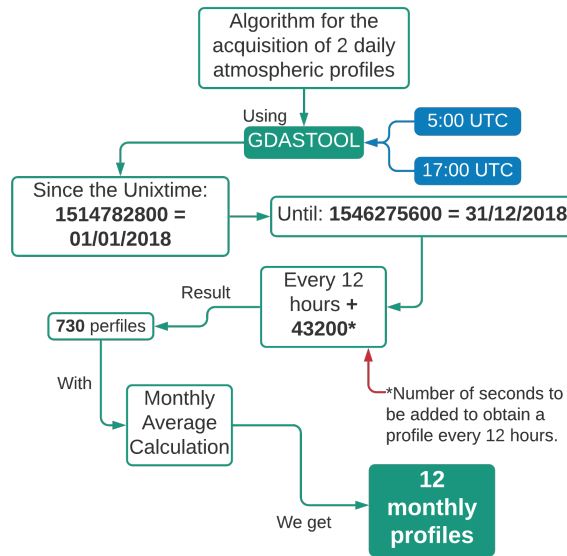 Algorithm for the
acquisition of 2 daily
atmospheric profiles
Using
GDASTOOL
5:00 UTC
17:00 UTC
Since the Unixtime:
1514782800 =
01/01/2018
Until: 1546275600 = 31/12/2018
Every 12
hours +
43200*
Result
730 perfiles
*Number of seconds to
be added to obtain a
profile every 12 hours.
With
Monthly
Average
Calculation
We get
12
monthly
profiles